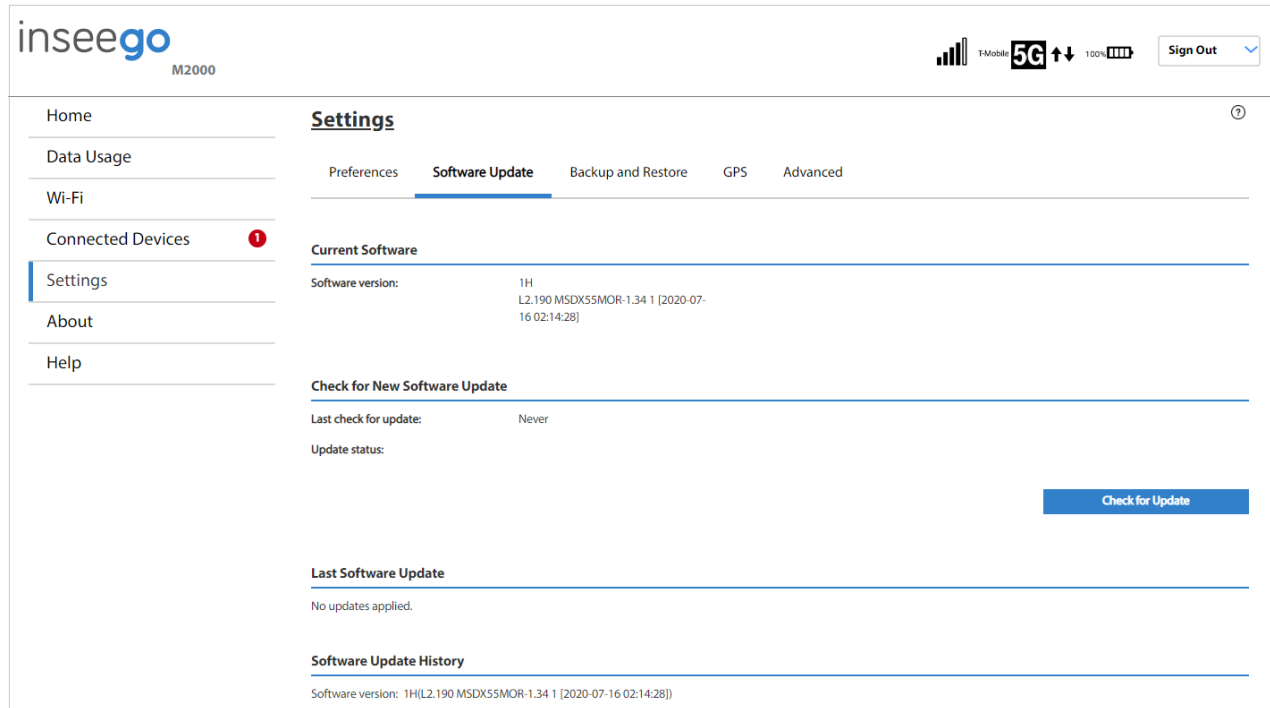 inseego
M2000
T-Mobile 5G 100%
Sign Out
Home
Data Usage
Wi-Fi
Connected Devices 1
Settings
About
Help
Settings
?
Preferences Software Update Backup and Restore GPS Advanced
Current Software
Software version: 1H
L2.190 MSDX55MOR-1.34 1 [2020-07-
16 02:14:28]
Check for New Software Update
Last check for update: Never
Update status:
Check for Update
Last Software Update
No updates applied.
Software Update History
Software version: 1H(L2.190 MSDX55MOR-1.34 1 [2020-07-16 02:14:28])